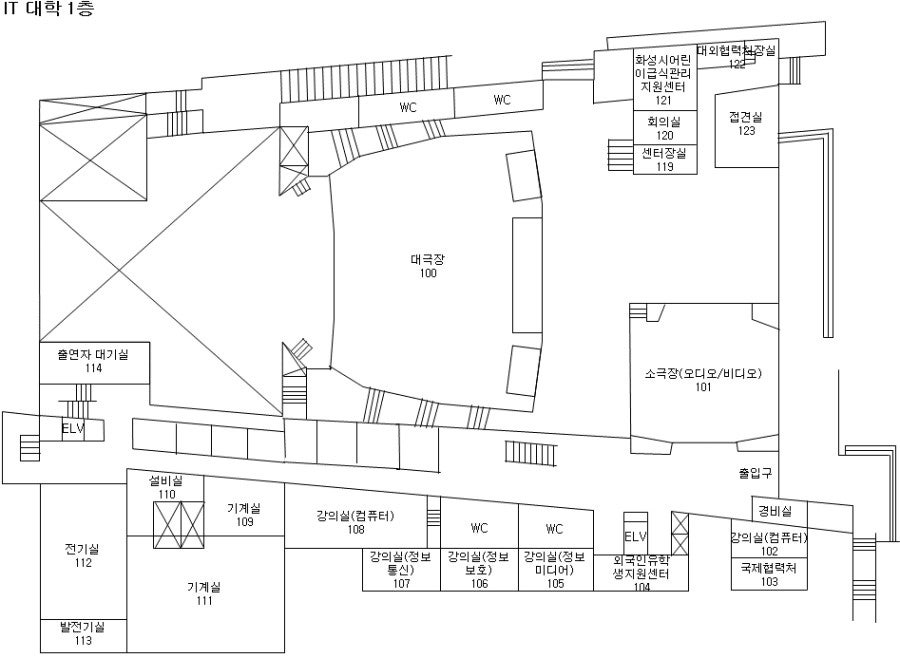 IT 대학 1층
대외협력처장실
122
화성시어린
이급식관리
지원센터
121
WC
WC
접견실
123
회의실
120
센터장실
119
대극장
100
출연자 대기실
114
소극장(오디오/비디오)
101
ELV
출입구
설비실
110
기계실
109
강의실(컴퓨터)
108
WC
WC
ELV
경비실
강의실(컴퓨터)
102
전기실
112
강의실(정보
통신)
107
강의실(정보
보호)
106
강의실(정보
미디어)
105
외국인유학
생지원센터
104
국제협력처
103
기계실
111
발전기실
113